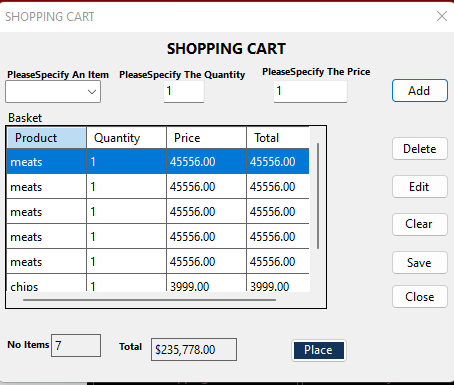 SHOPPING CART
SHOPPING CART
PleaseSpecify An Item PleaseSpecify The Quantity PleaseSpecify The Price
1 1 Add
Basket
Product Quantity Price Total
meats 1 45556.00 45556.00
meats 1 45556.00 45556.00
meats 1 45556.00 45556.00
meats 1 45556.00 45556.00
meats 1 45556.00 45556.00
chips 1 3999.00 3999.00
Delete
Edit
Clear
Save
Close
No Items 7 Total $235,778.00 Place